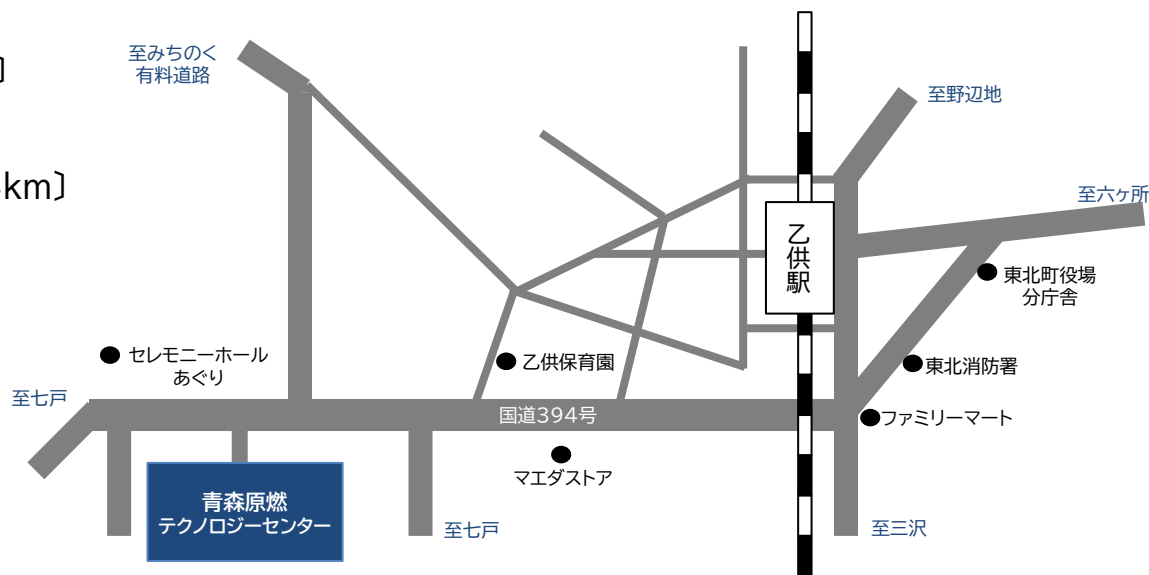 〕
km〕
至みちのく
有料道路
至野辺地
至六ヶ所
乙供駅
東北町役場
分庁舎
セレモニーホール
あぐり
乙供保育園
東北消防署
至七戸
国道394号
ファミリーマート
マエダストア
青森原燃
テクノロジーセンター
至七戸
至三沢